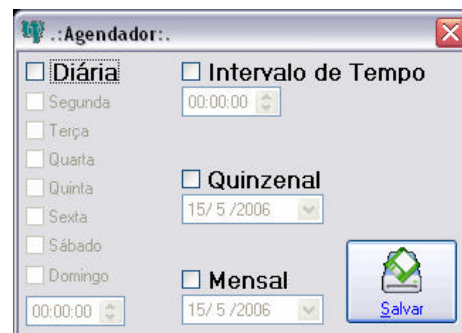 .:Agendador:.
Diária
Segunda
Terça
Quarta
Quinta
Sexta
Sábado
Domingo
00:00:00
Intervalo de Tempo
00:00:00
Quinzenal
15/ 5 /2006
Mensal
15/ 5 /2006
Salvar